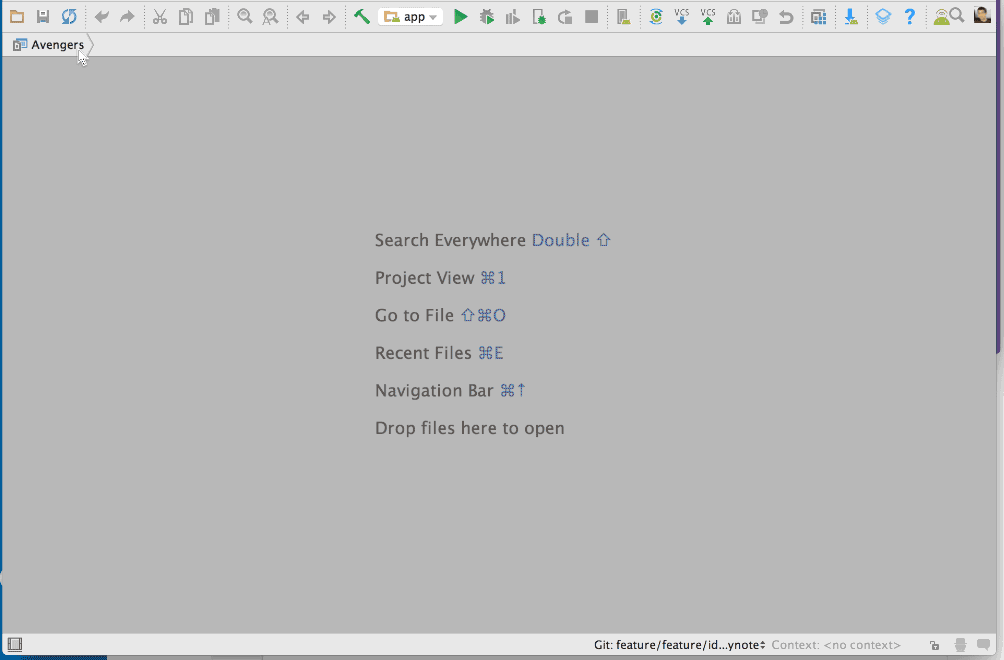 app
VCS VCS
?
Avengers
Search Everywhere Double ⇧
Project View ⌘1
Go to File ⇧⌘O
Recent Files ⌘E
Navigation Bar ⌘↑
Drop files here to open
Git: feature/feature/id...ynote Context: <no context>